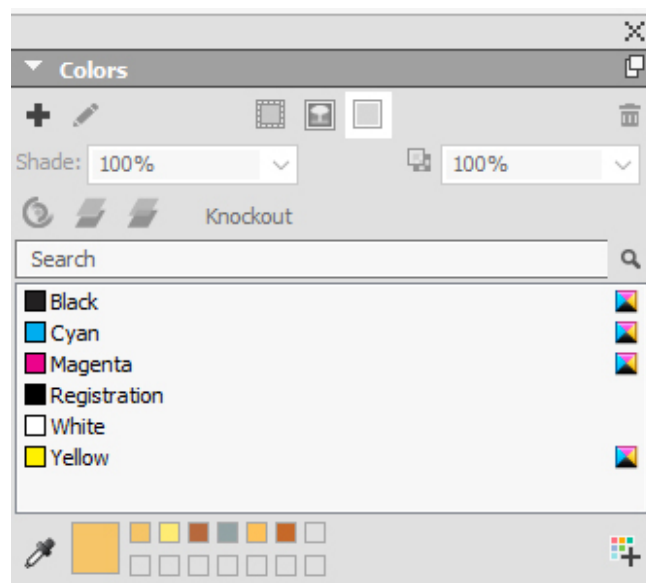 Colors
Shade: 100% 100%
Knockout
Search
Black
Cyan
Magenta
Registration
White
Yellow